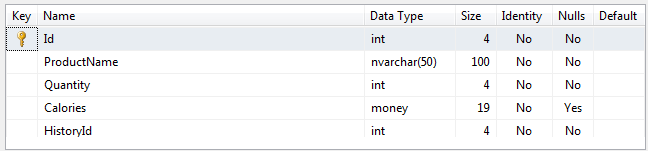 Key Name Data Type Size Identity Nulls Default
Id int 4 No No
ProductName nvarchar(50) 100 No No
Quantity int 4 No No
Calories money 19 No Yes
HistoryId int 4 No No